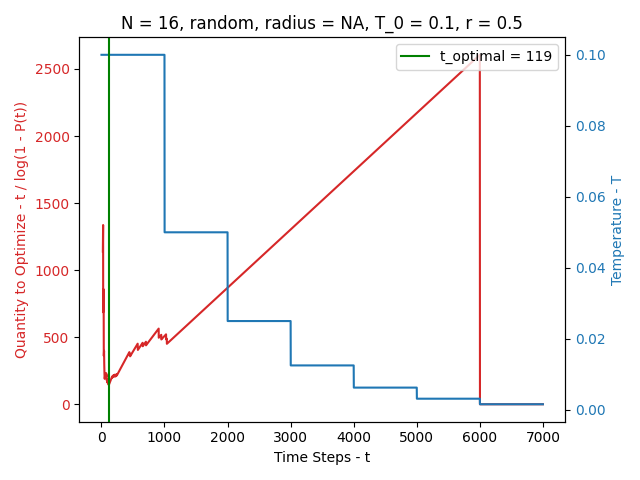 N = 16, random, radius = NA, T_0 = 0.1, r = 0.5
t_optimal = 119
Quantity to Optimize - t / log(1 - P(t))
2500
2000
1500
1000
500
0
0.10
0.08
0.06
0.04
0.02
0.00
Temperature - T
0 1000 2000 3000 4000 5000 6000 7000
Time Steps - t